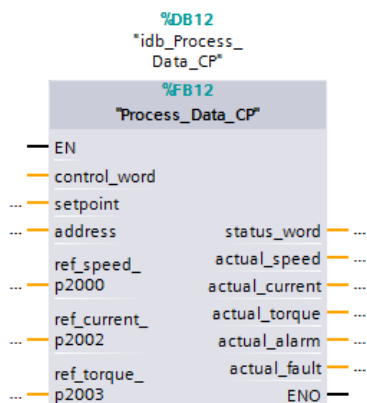 %DB12
"idb_Process_
Data_CP"
%FB12
"Process_Data_CP"
EN
control_word
... setpoint
... address
status_word ...
actual_speed ...
ref_speed_
... p2000
actual_current ...
actual_torque ...
ref_current_
... p2002
actual_alarm ...
actual_fault ...
ref_torque_
... p2003
ENO